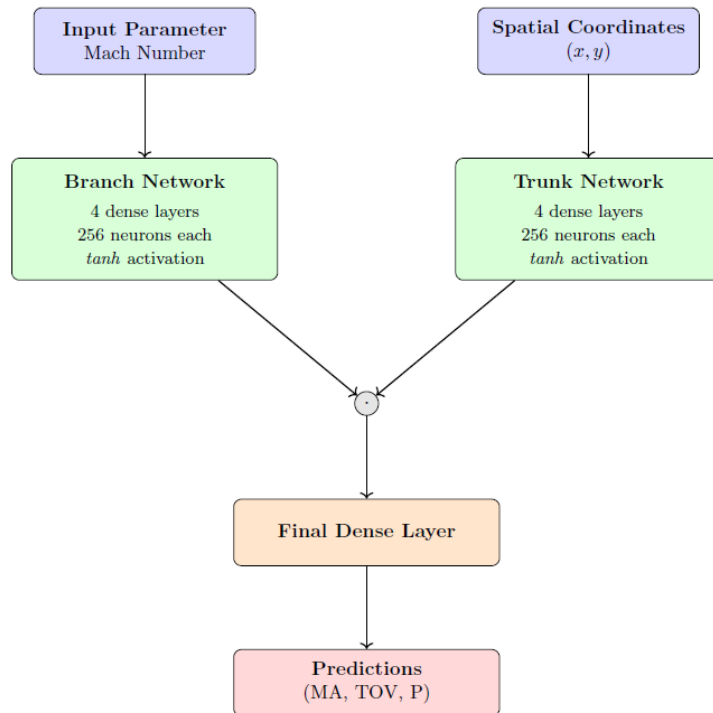 Input Parameter
Mach Number
Spatial Coordinates
(x, y)
Branch Network
4 dense layers
256 neurons each
tanh activation
Trunk Network
4 dense layers
256 neurons each
tanh activation
·
Final Dense Layer
Predictions
(MA, TOV, P)